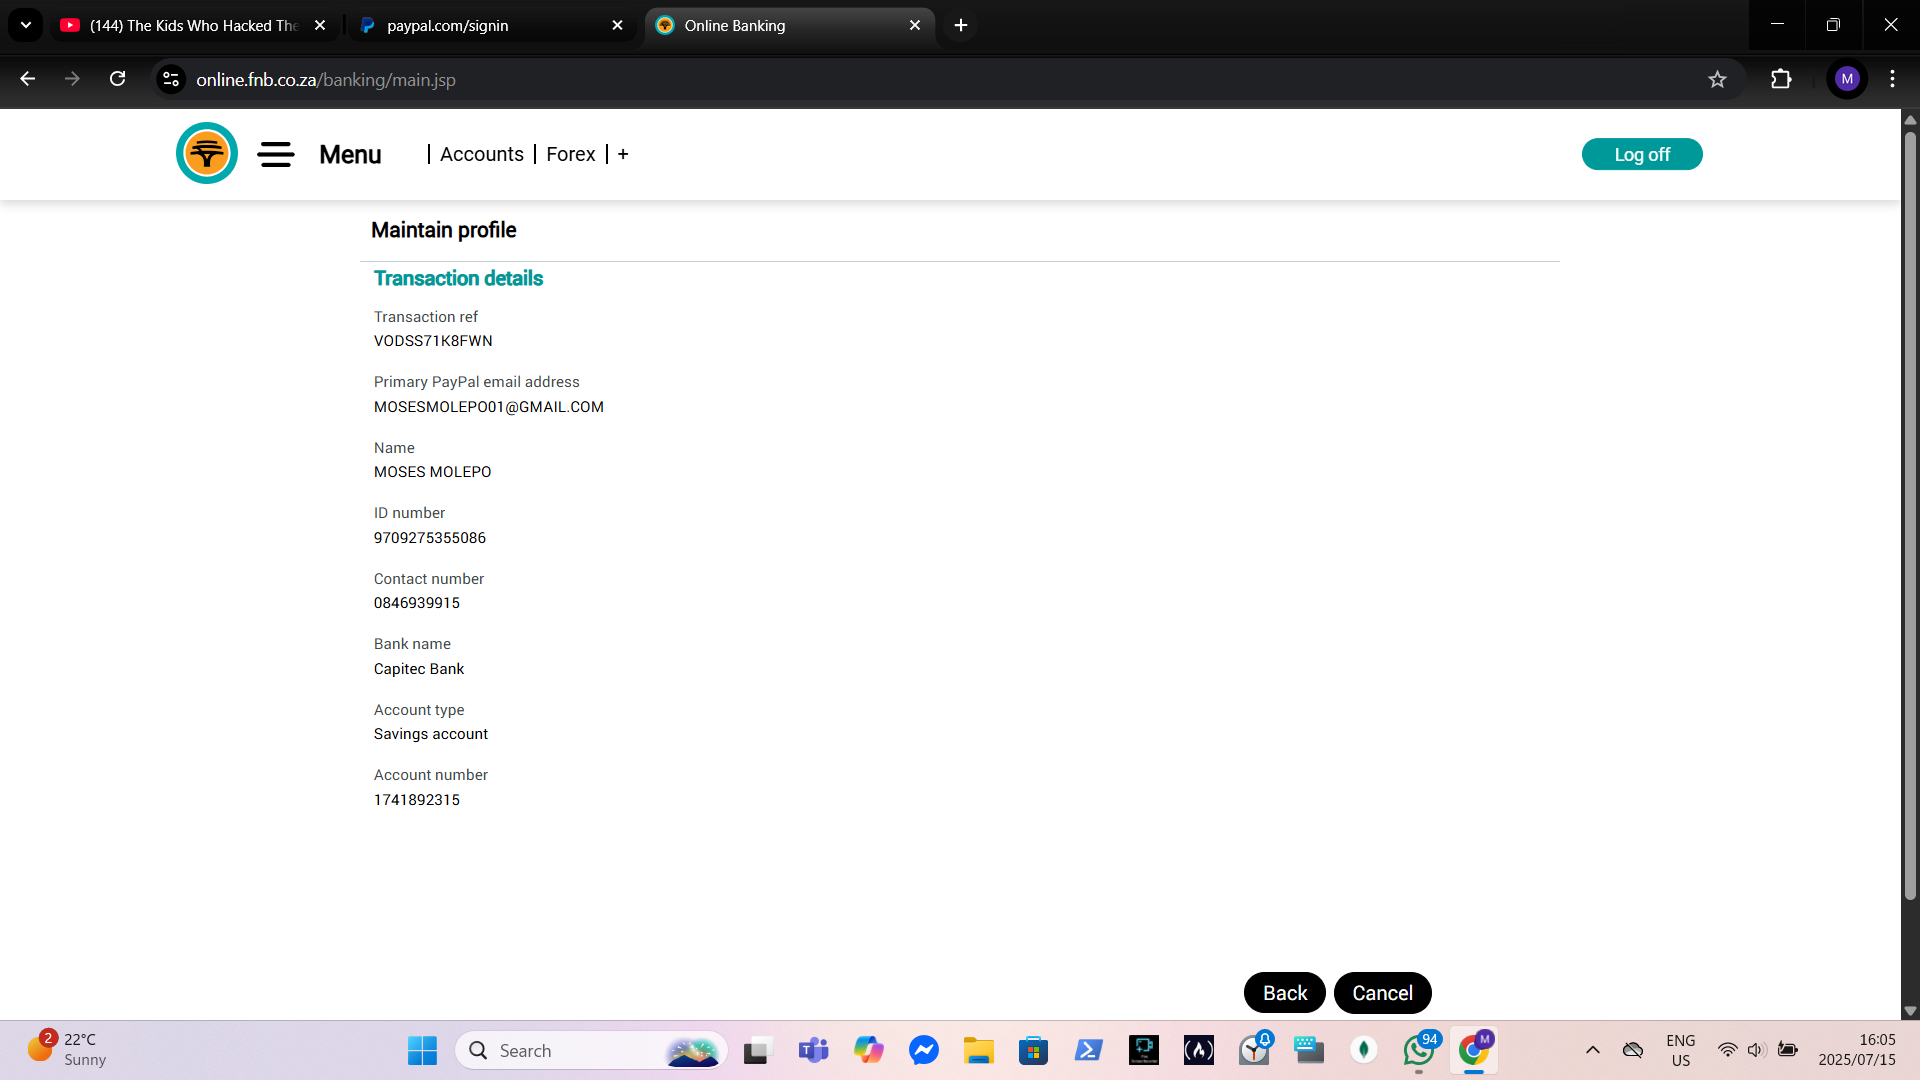 (144) The Kids Who Hacked The
paypal.com/signin
Online Banking
online.fnb.co.za/banking/main.jsp
M
Menu
Accounts
Forex
+
Log off
Maintain profile
Transaction details
Transaction ref
VODSS71K8FWN
Primary PayPal email address
MOSESMOLEPO01@GMAIL.COM
Name
MOSES MOLEPO
ID number
9709275355086
Contact number
0846939915
Bank name
Capitec Bank
Account type
Savings account
Account number
1741892315
Back
Cancel
2
22°C
Sunny
Search
94
M
ENG
US
16:05
2025/07/15